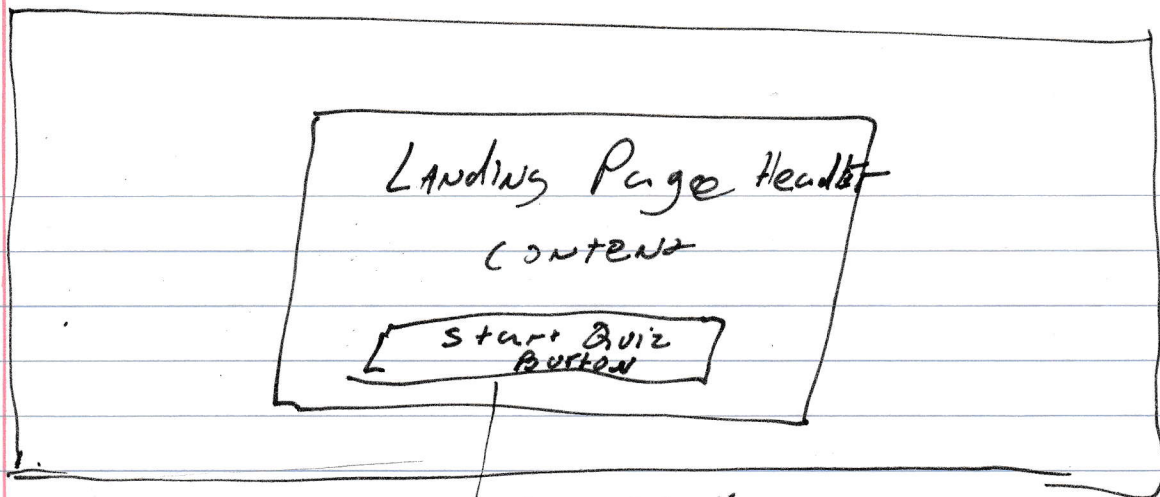 Landing Page Header
Content
Start Quiz
Button